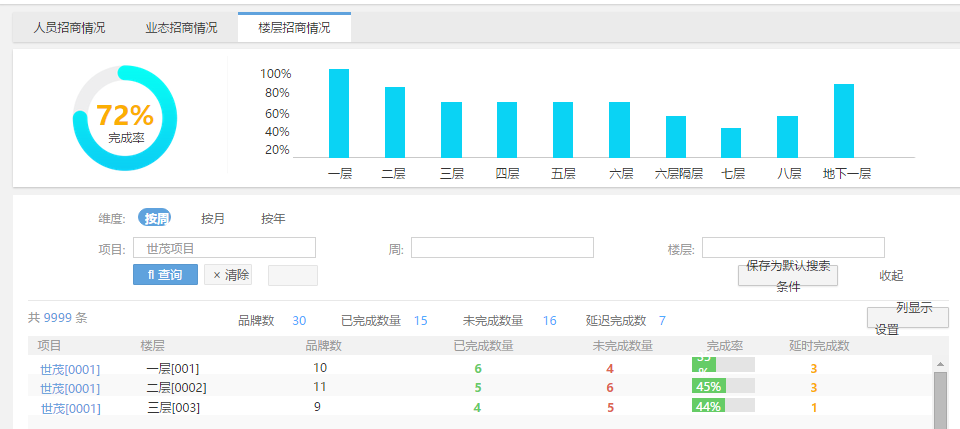 人员招商情况 业态招商情况 楼层招商情况
72%
完成率
100%
80%
60%
40%
20%
一层 二层 三层 四层 五层 六层 六层隔层 七层 八层 地下一层
维度: 按周 按月 按年
项目: 世茂项目 周: 楼层:
查询 × 清除 保存为默认搜索条件 收起
共 9999 条 品牌数 30 已完成数量 15 未完成数量 16 延迟完成数 7 列显示设置
项目 楼层 品牌数 已完成数量 未完成数量 完成率 延时完成数
世茂[0001] 一层[001] 10 6 4 3
世茂[0001] 二层[0002] 11 5 6 45% 3
世茂[0001] 三层[003] 9 4 5 44% 1